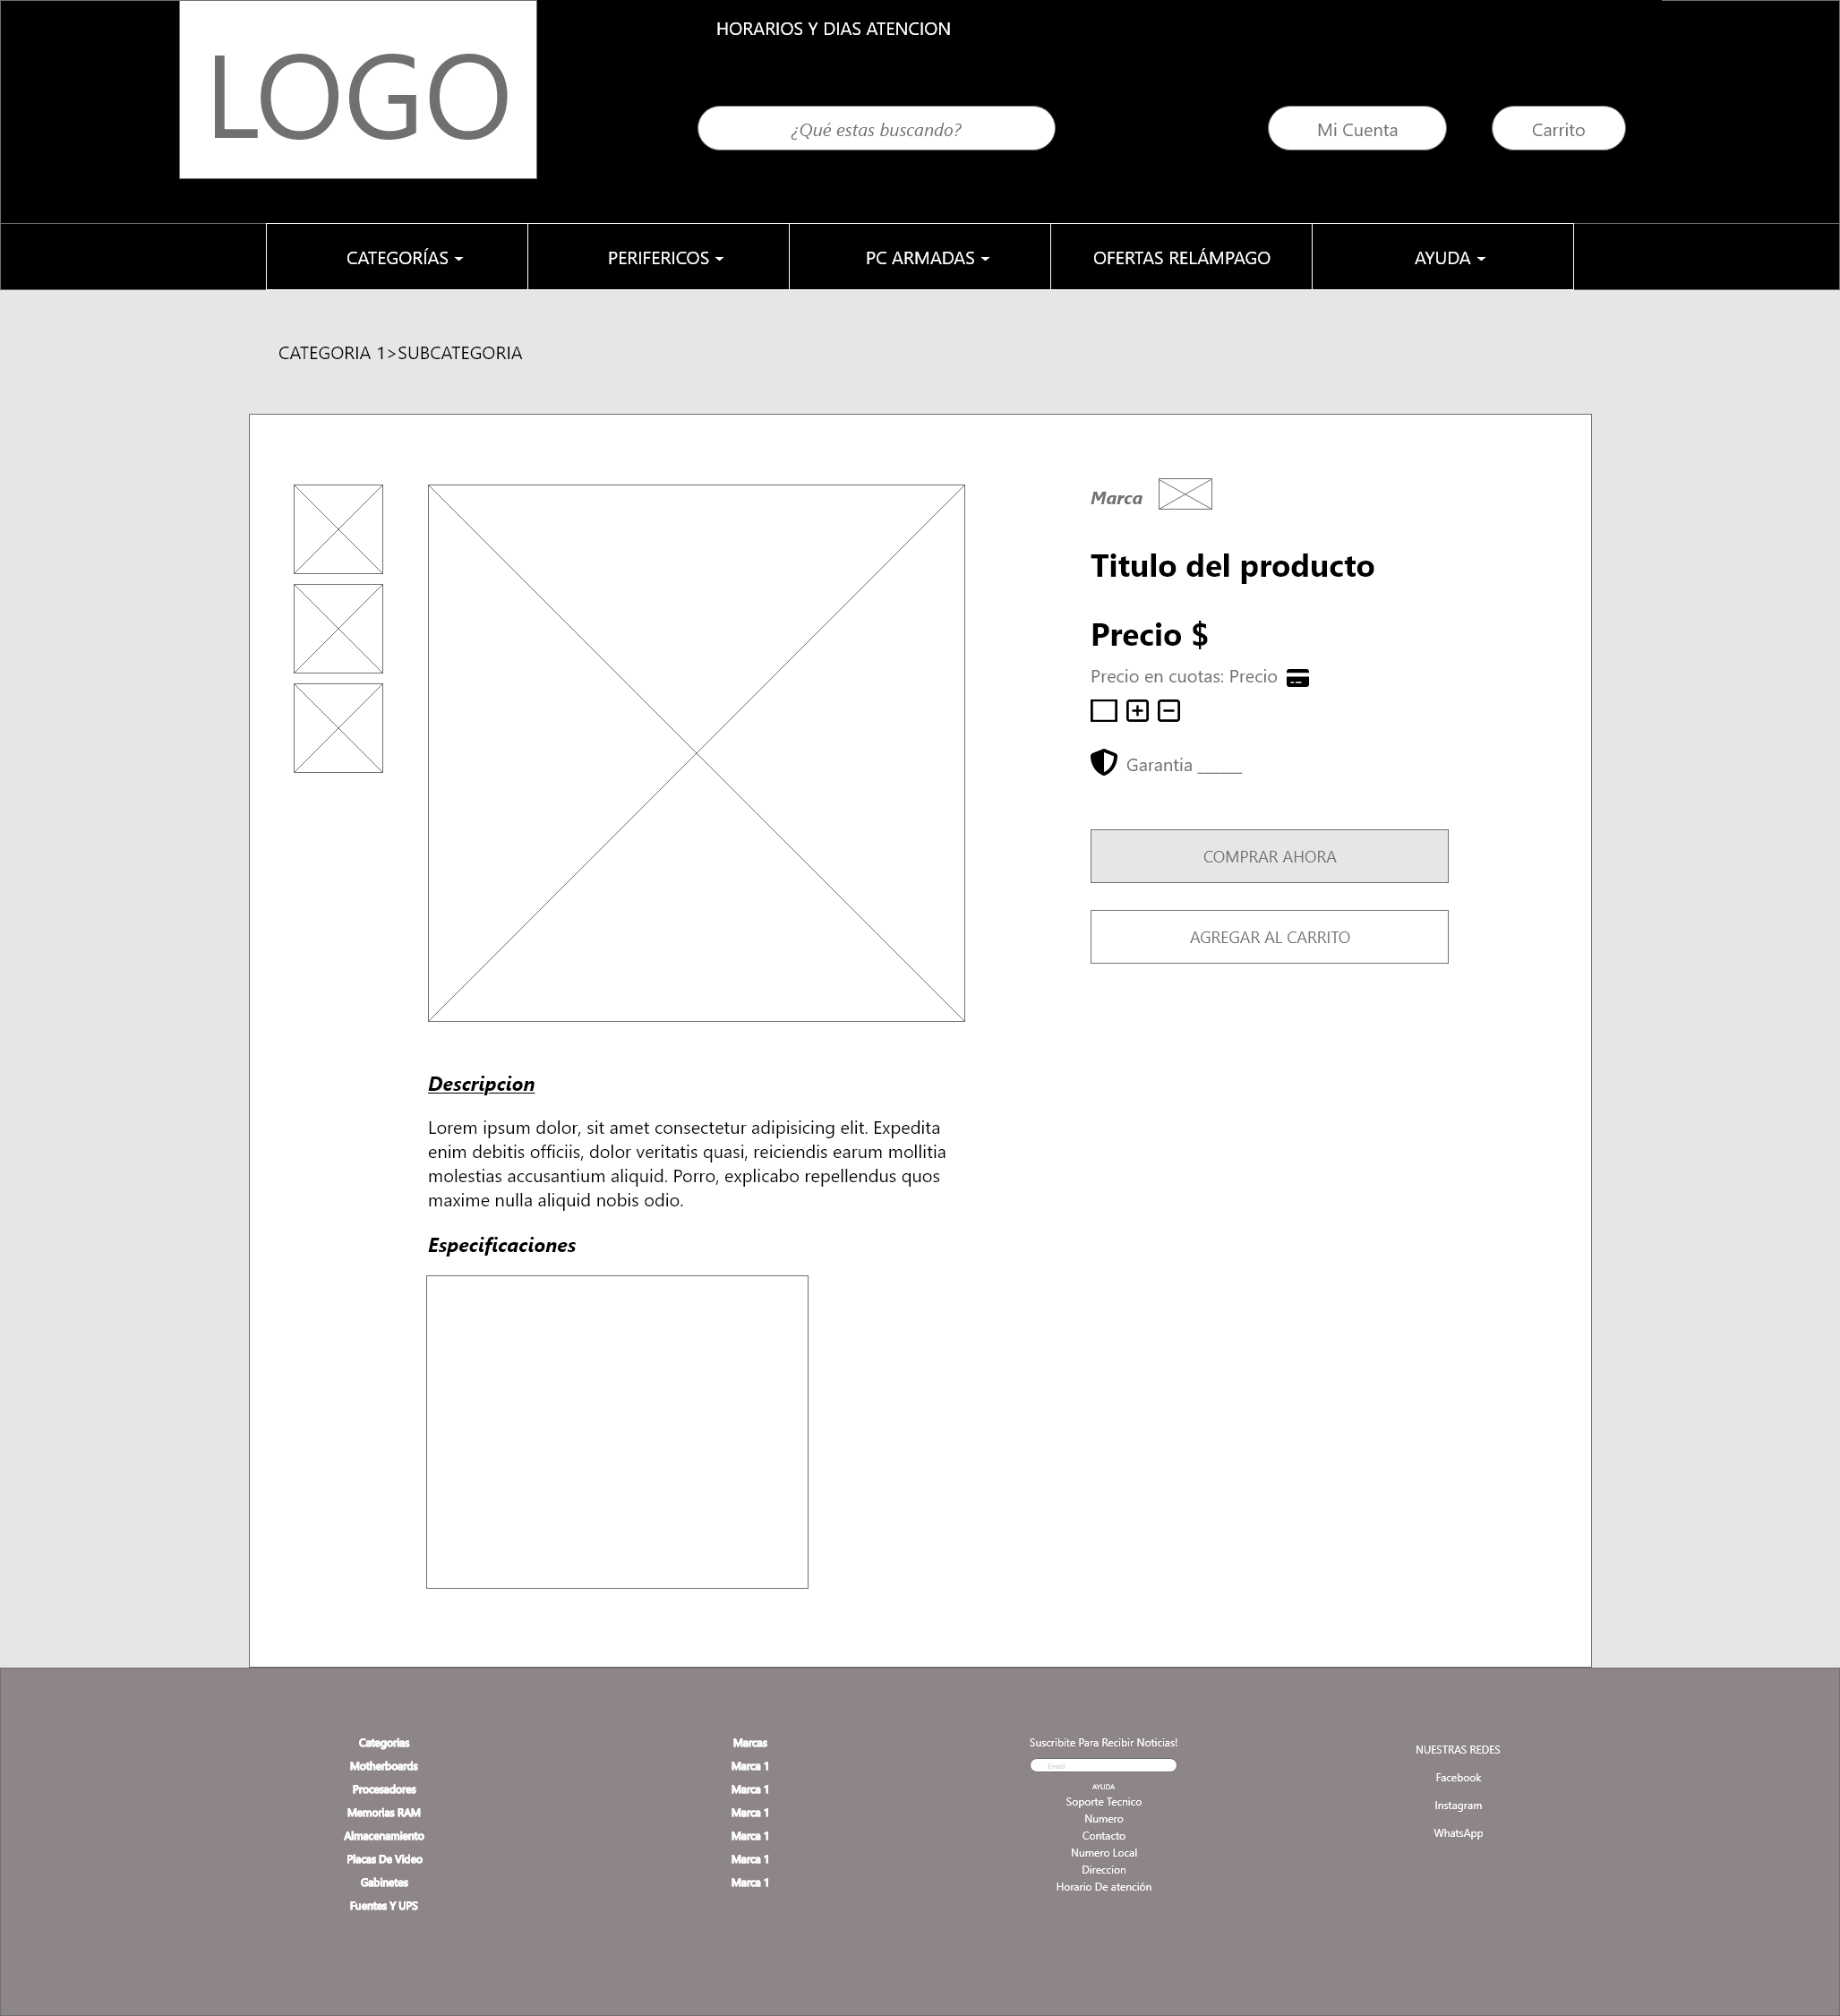 LOGO
HORARIOS Y DIAS ATENCION
¿Qué estas buscando?
Mi Cuenta
Carrito
CATEGORÍAS
PERIFERICOS
PC ARMADAS
OFERTAS RELÁMPAGO
AYUDA
CATEGORIA 1>SUBCATEGORIA
Marca
Titulo del producto
Precio $
Precio en cuotas: Precio
Garantia _____
COMPRAR AHORA
AGREGAR AL CARRITO
Descripcion
Lorem ipsum dolor, sit amet consectetur adipisicing elit. Expedita
enim debitis officiis, dolor veritatis quasi, reiciendis earum mollitia
molestias accusantium aliquid. Porro, explicabo repellendus quos
maxime nulla aliquid nobis odio.
Especificaciones
Categorias
Motherboards
Procesadores
Memorias RAM
Almacenamiento
Placas De Video
Gabinetes
Fuentes Y UPS
Marcas
Marca 1
Marca 1
Marca 1
Marca 1
Marca 1
Marca 1
Suscribite Para Recibir Noticias!
Email
AYUDA
Soporte Tecnico
Numero
Contacto
Numero Local
Direccion
Horario De atención
NUESTRAS REDES
Facebook
Instagram
WhatsApp